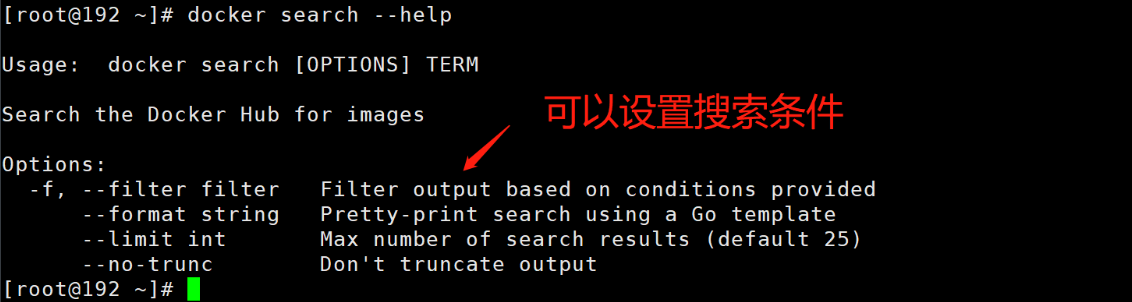 [root@192 ~]# docker search --help
Usage:  docker search [OPTIONS] TERM
Search the Docker Hub for images
可以设置搜索条件
Options:
  -f, --filter filter   Filter output based on conditions provided
      --format string   Pretty-print search using a Go template
      --limit int       Max number of search results (default 25)
      --no-trunc        Don't truncate output
[root@192 ~]#